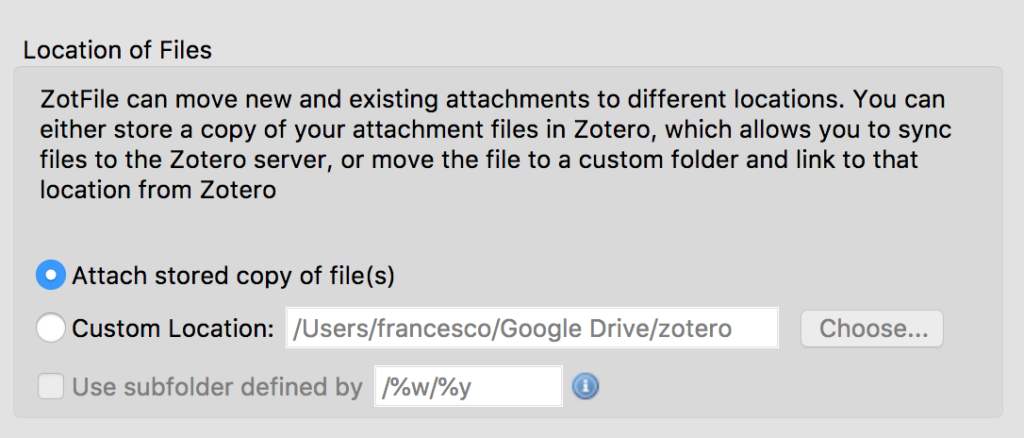 Location of Files
ZotFile can move new and existing attachments to different locations. You can
either store a copy of your attachment files in Zotero, which allows you to sync
files to the Zotero server, or move the file to a custom folder and link to that
location from Zotero
Attach stored copy of file(s)
Custom Location: /Users/francesco/Google Drive/zotero Choose...
Use subfolder defined by /%w/%y i